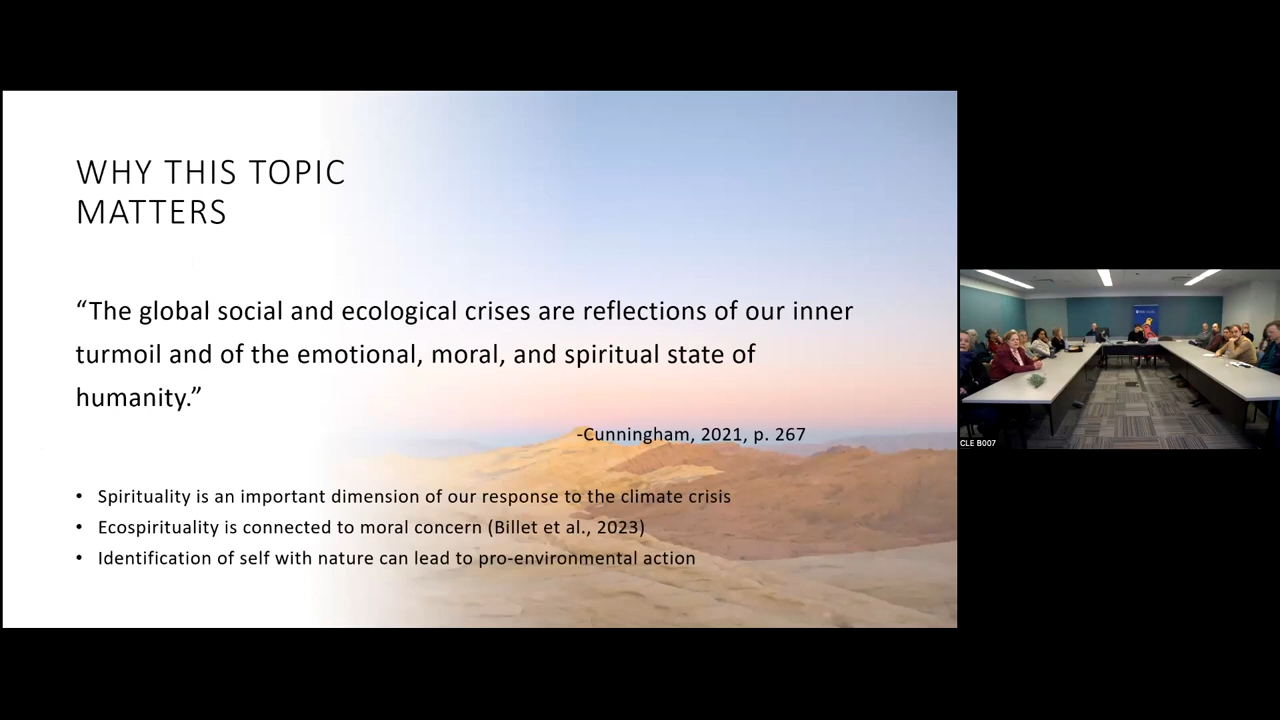 WHY THIS TOPIC
MATTERS
“The global social and ecological crises are reflections of our inner
turmoil and of the emotional, moral, and spiritual state of
humanity.”
-Cunningham, 2021, p. 267
• Spirituality is an important dimension of our response to the climate crisis
• Ecospirituality is connected to moral concern (Billet et al., 2023)
• Identification of self with nature can lead to pro-environmental action
CLE B007